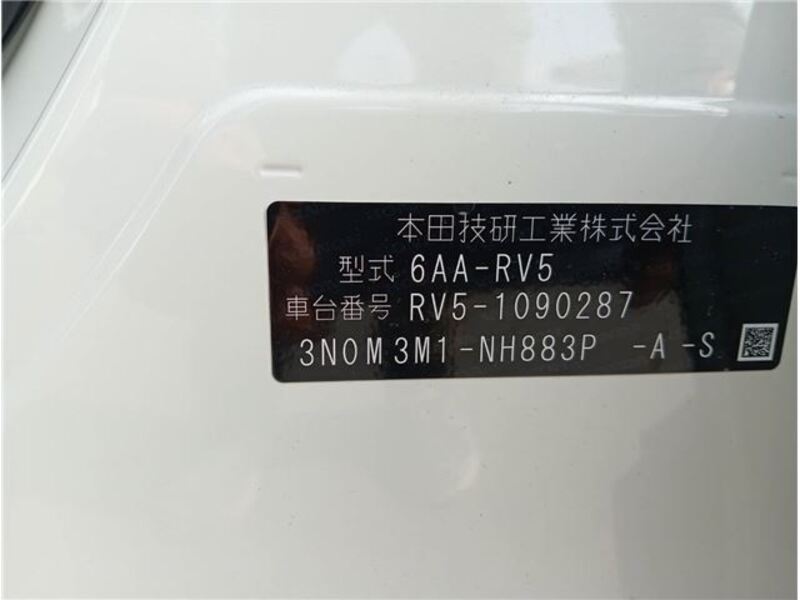 本田技研工業株式会社
型式 6AA-RV5
車台番号 RV5-1090287
3N0M3M1-NH883P -A-S